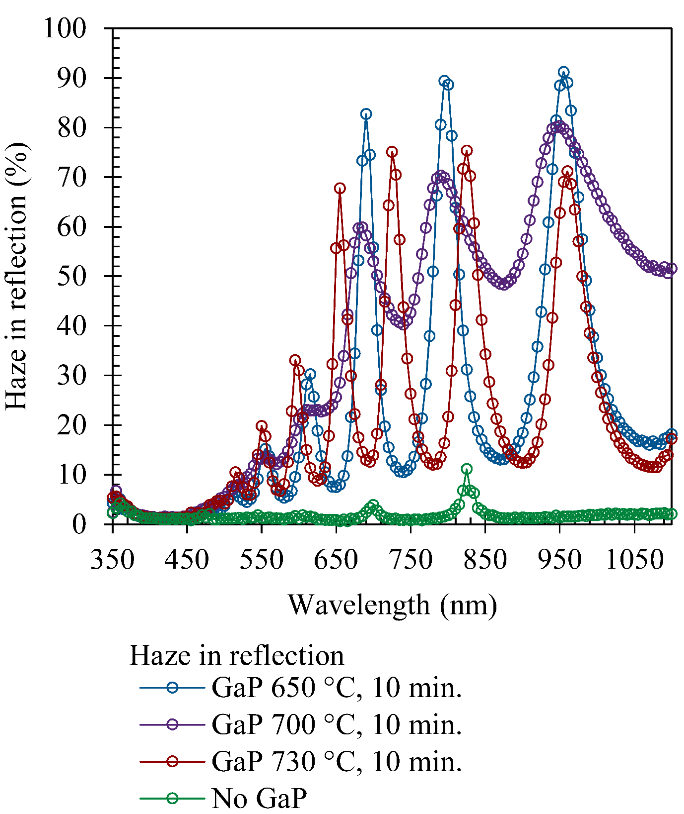 100
90
80
70
60
50
40
30
20
10
0
Haze in reflection (%)
350 450 550 650 750 850 950 1050
Wavelength (nm)
Haze in reflection
GaP 650 °C, 10 min.
GaP 700 °C, 10 min.
GaP 730 °C, 10 min.
No GaP